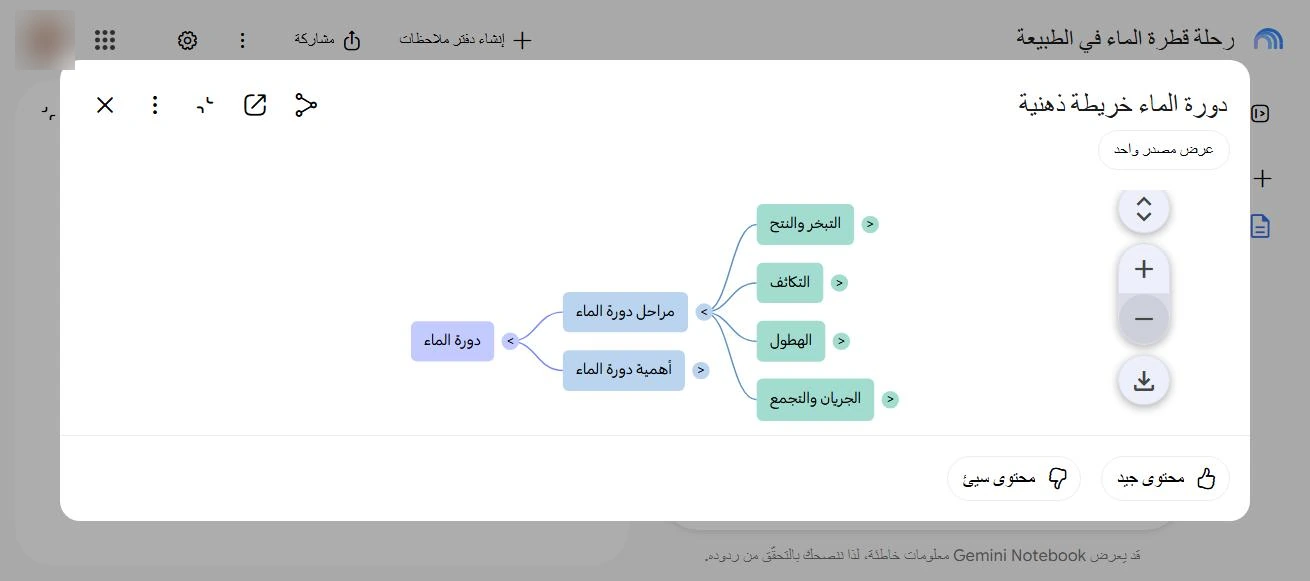 رحلة قطرة الماء في الطبيعة
إنشاء دفتر ملاحظات
مشاركة
دورة الماء خريطة ذهنية
عرض مصدر واحد
دورة الماء
مراحل دورة الماء
أهمية دورة الماء
التبخر والنتح
التكاثف
الهطول
الجريان والتجمع
محتوى جيد
محتوى سيئ
قد يعرض Gemini Notebook معلومات خاطئة، لذا ننصحك بالتحقّق من ردوده.